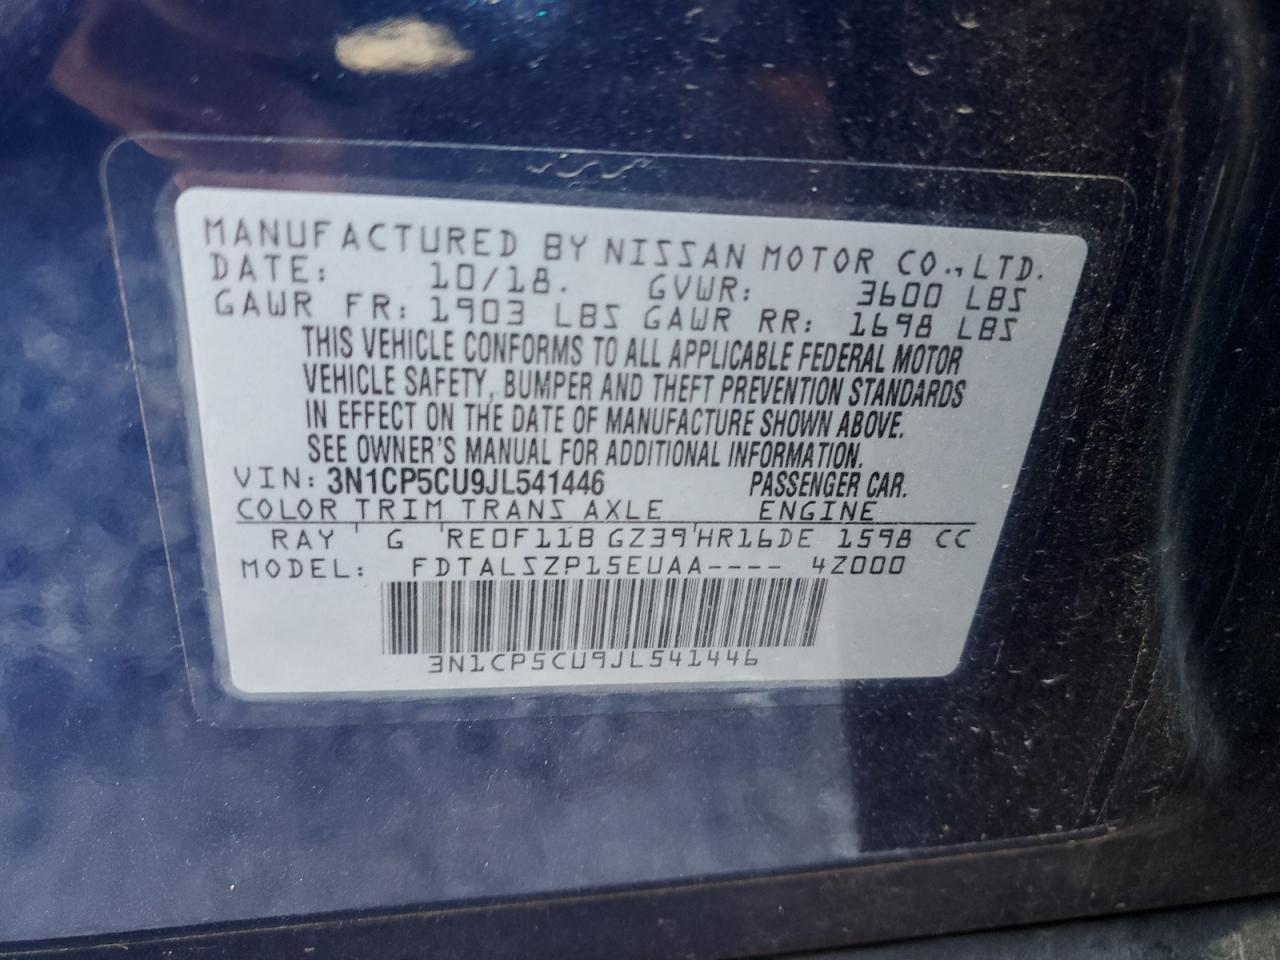 MANUFACTURED BY NISSAN MOTOR CO.,LTD.
DATE: 10/18. GVWR: 3600 LBS
GAWR FR: 1903 LBS GAWR RR: 1698 LBS
THIS VEHICLE CONFORMS TO ALL APPLICABLE FEDERAL MOTOR
VEHICLE SAFETY, BUMPER AND THEFT PREVENTION STANDARDS
IN EFFECT ON THE DATE OF MANUFACTURE SHOWN ABOVE.
SEE OWNER'S MANUAL FOR ADDITIONAL INFORMATION.
VIN: 3N1CP5CU9JL541446 PASSENGER CAR.
COLOR TRIM TRANS AXLE ENGINE
RAY G RE0F11B GZ39 HR16DE 1598 CC
MODEL: FDTALSZP15EUAA---- 4Z000
3N1CP5CU9JL541446